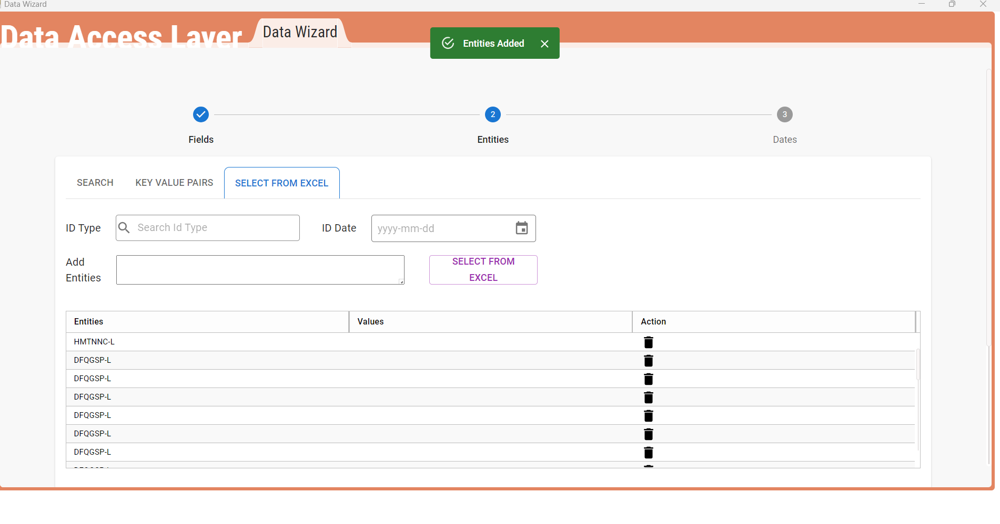 Data Wizard
Data Access Layer
Data Wizard
Entities Added
2
3
Fields
Entities
Dates
SEARCH
KEY VALUE PAIRS
SELECT FROM EXCEL
ID Type
Search Id Type
ID Date
yyyy-mm-dd
Add
Entities
SELECT FROM
EXCEL
Entities
Values
Action
HMTNNC-L
DFQGSP-L
DFQGSP-L
DFQGSP-L
DFQGSP-L
DFQGSP-L
DFQGSP-L